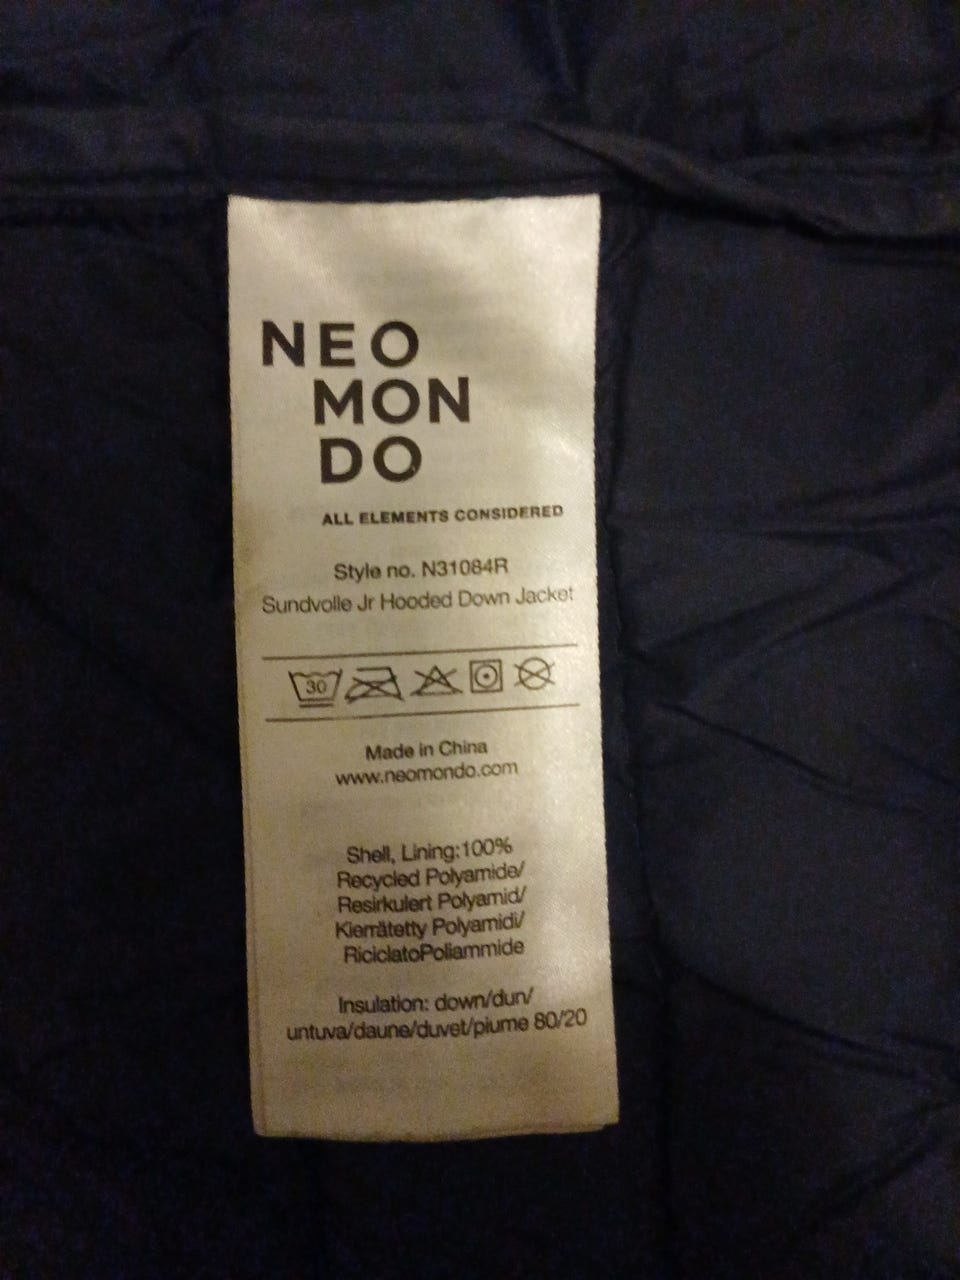 NEO
MON
DO
ALL ELEMENTS CONSIDERED
Style no. N31084R
Sundvolle Jr Hooded Down Jacket
30
Made in China
www.neomondo.com
Shell, Lining:100%
Recycled Polyamide/
Resirkulert Polyamid/
Kierrätetty Polyamidi/
RiciclatoPoliammide
Insulation: down/dun/
untuva/daune/duvet/piume 80/20